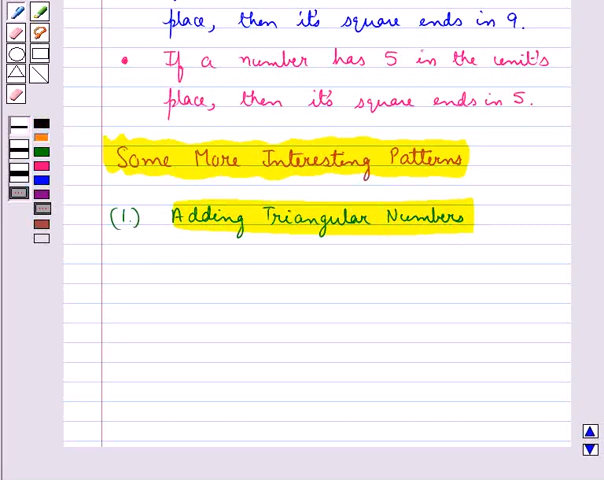 place, then it's square ends in 9.
• If a number has 5 in the unit's
place, then it's square ends in 5.
Some More Interesting Patterns
(1.) Adding Triangular Numbers